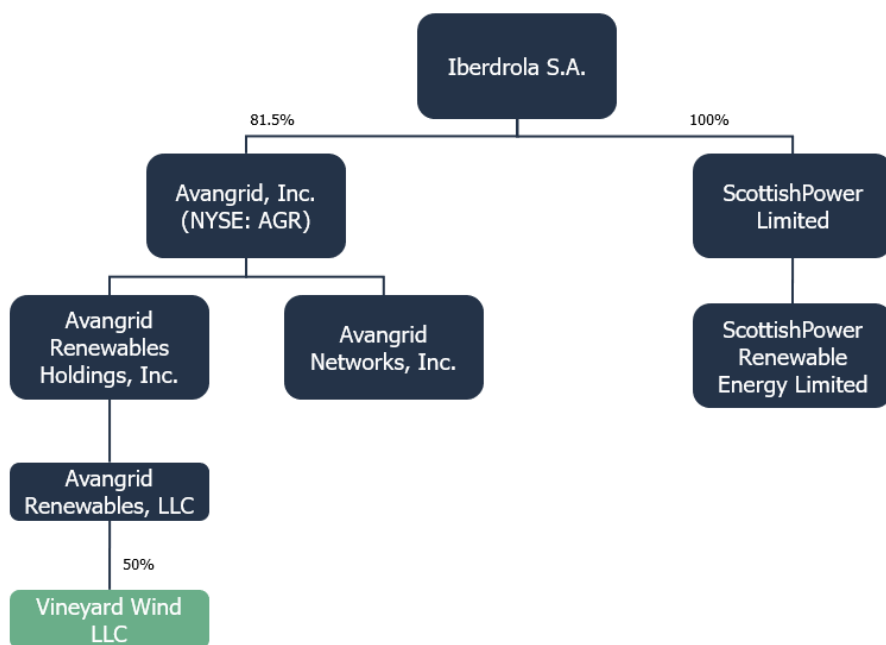 Iberdrola S.A.
81.5%
100%
Avangrid, Inc.
(NYSE: AGR)
ScottishPower
Limited
Avangrid
Renewables
Holdings, Inc.
Avangrid
Networks, Inc.
ScottishPower
Renewable
Energy Limited
Avangrid
Renewables, LLC
50%
Vineyard Wind
LLC